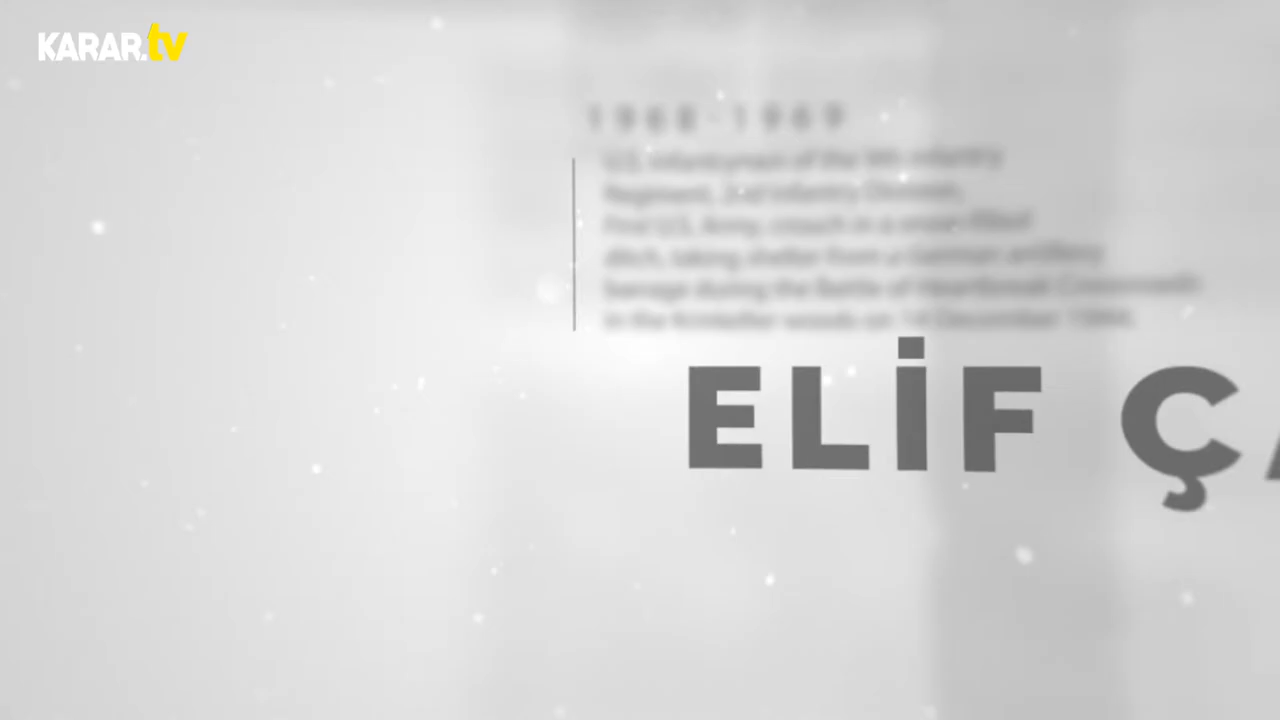 KARAR.tv
1968-1969
U.S. Infantrymen of the 9th Infantry
Regiment, 2nd Infantry Division,
First U.S. Army, crouch in a snow-filled
ditch, taking shelter from a German artillery
barrage during the Battle of Heartbreak Crossroads
in the Krinkelter woods on 14 December 1944.
ELİF Ç